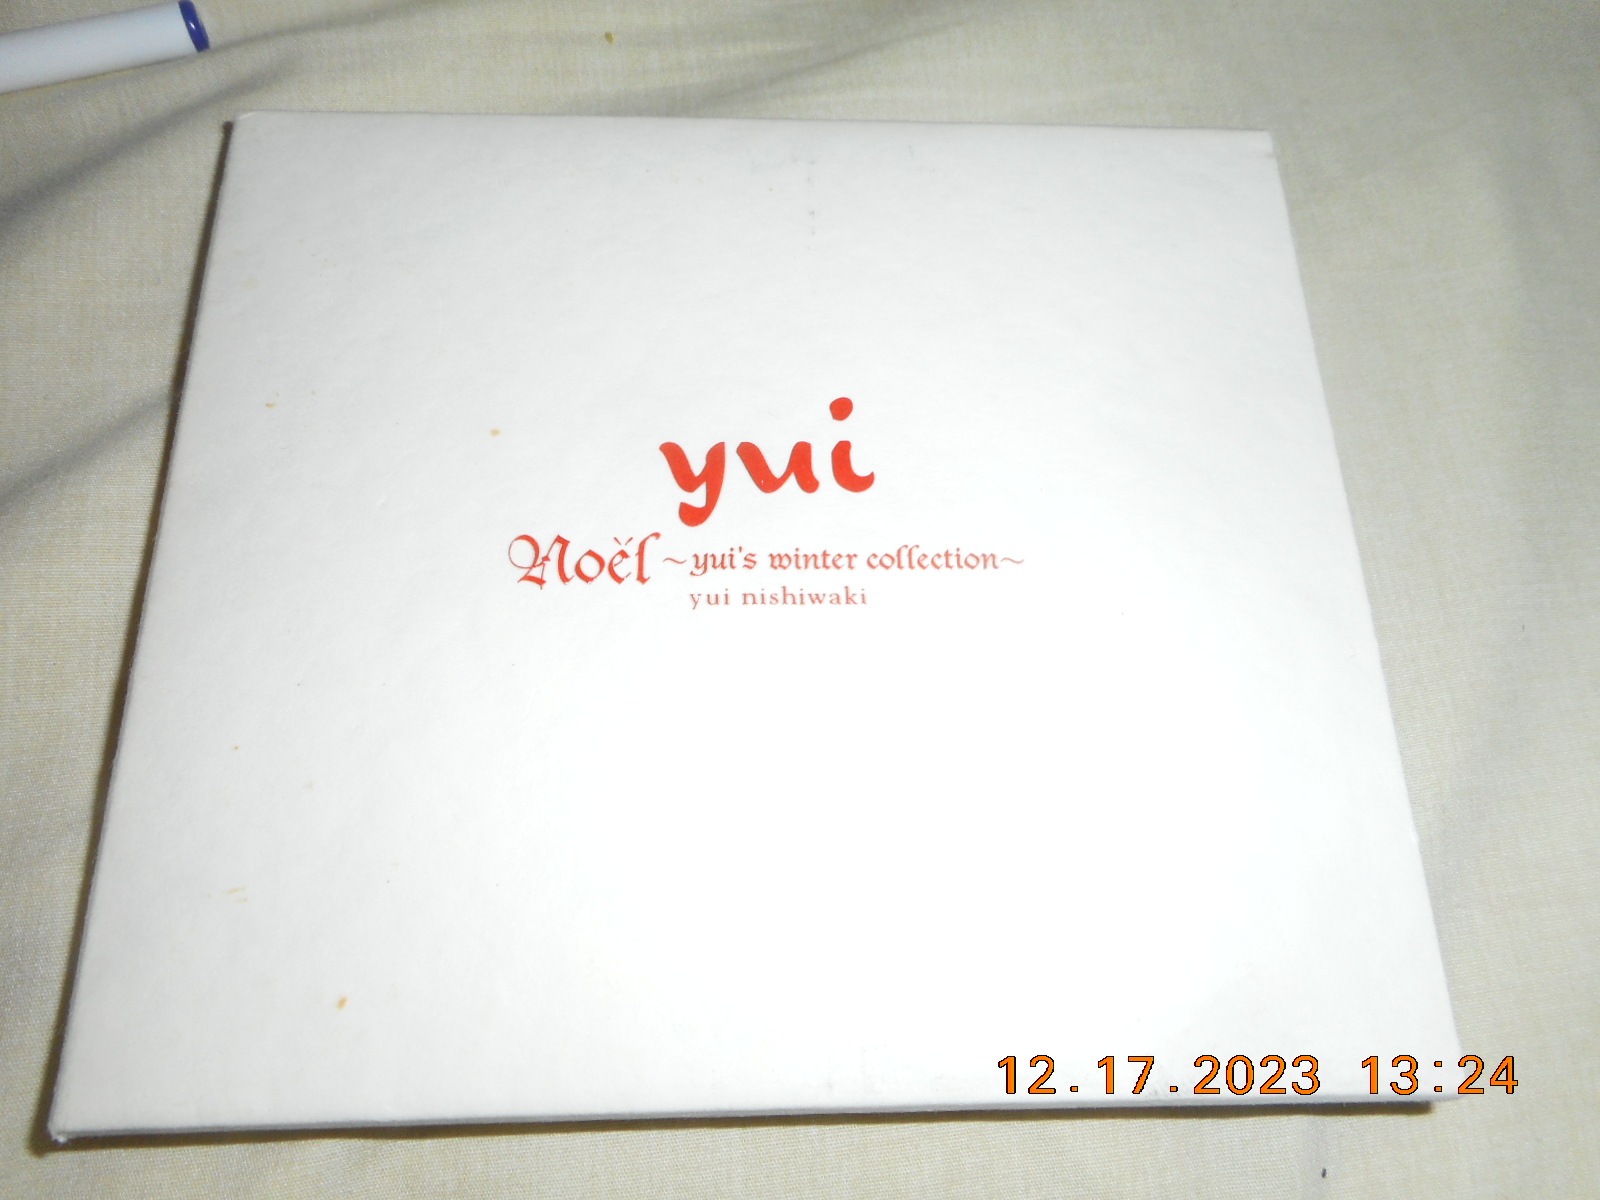 yui
Noël ~yui's winter collection~
yui nishiwaki
12.17.2023 13:24